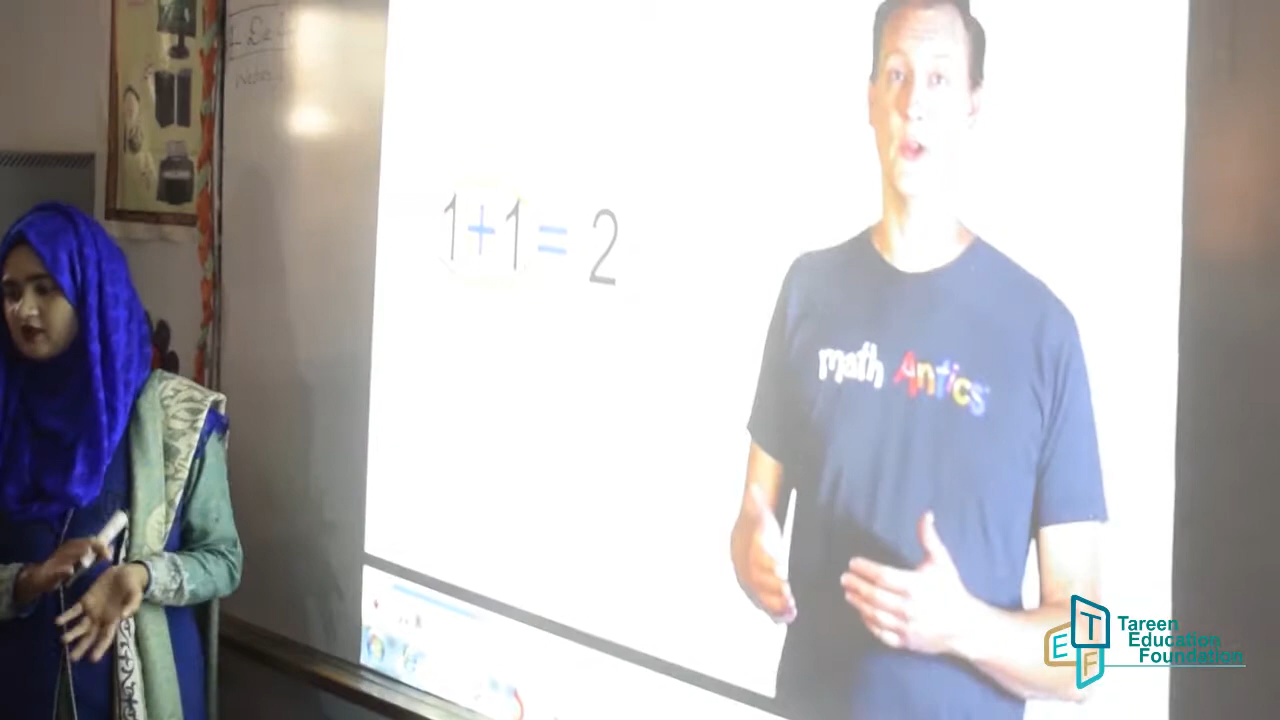 1+1 = 2
math Antics
T
E F
Tareen
Education
Foundation